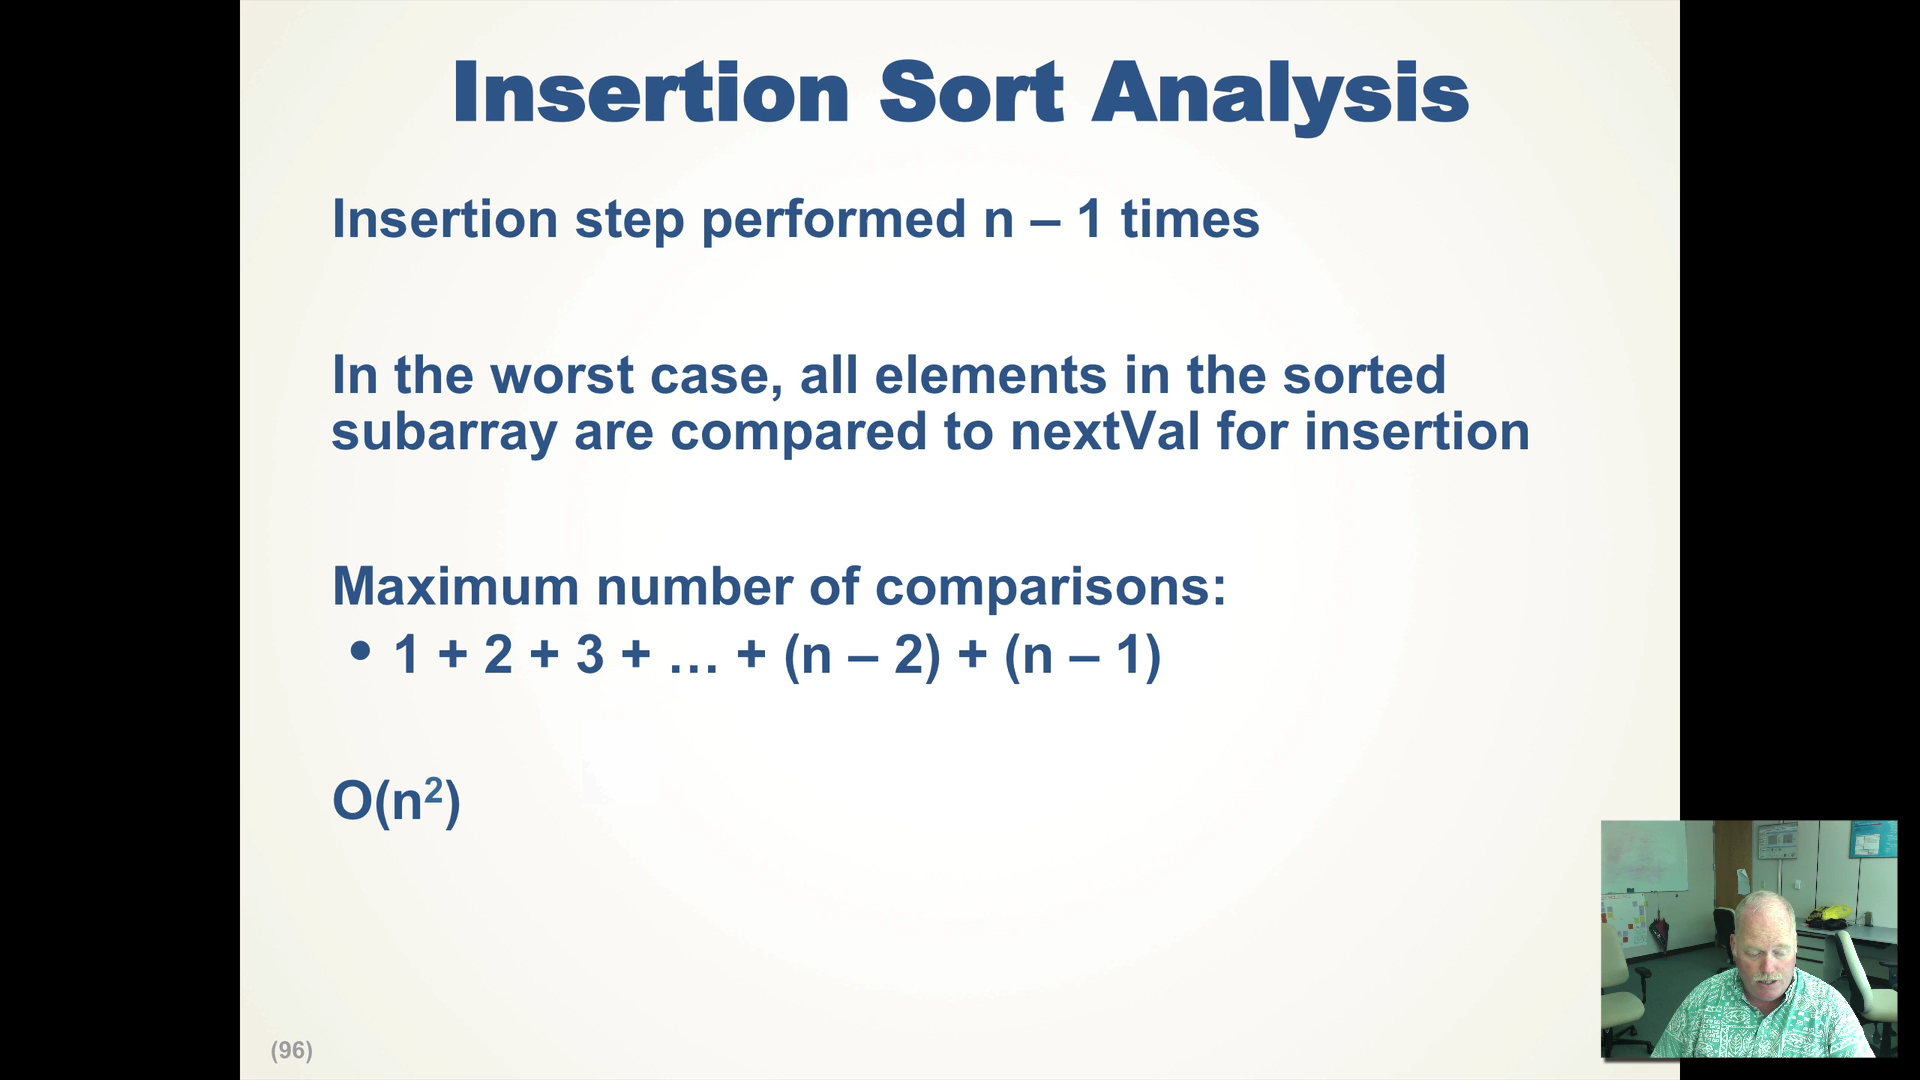 Insertion Sort Analysis
Insertion step performed n – 1 times
In the worst case, all elements in the sorted
subarray are compared to nextVal for insertion
Maximum number of comparisons:
• 1 + 2 + 3 + … + (n – 2) + (n – 1)
O(n²)
(96)